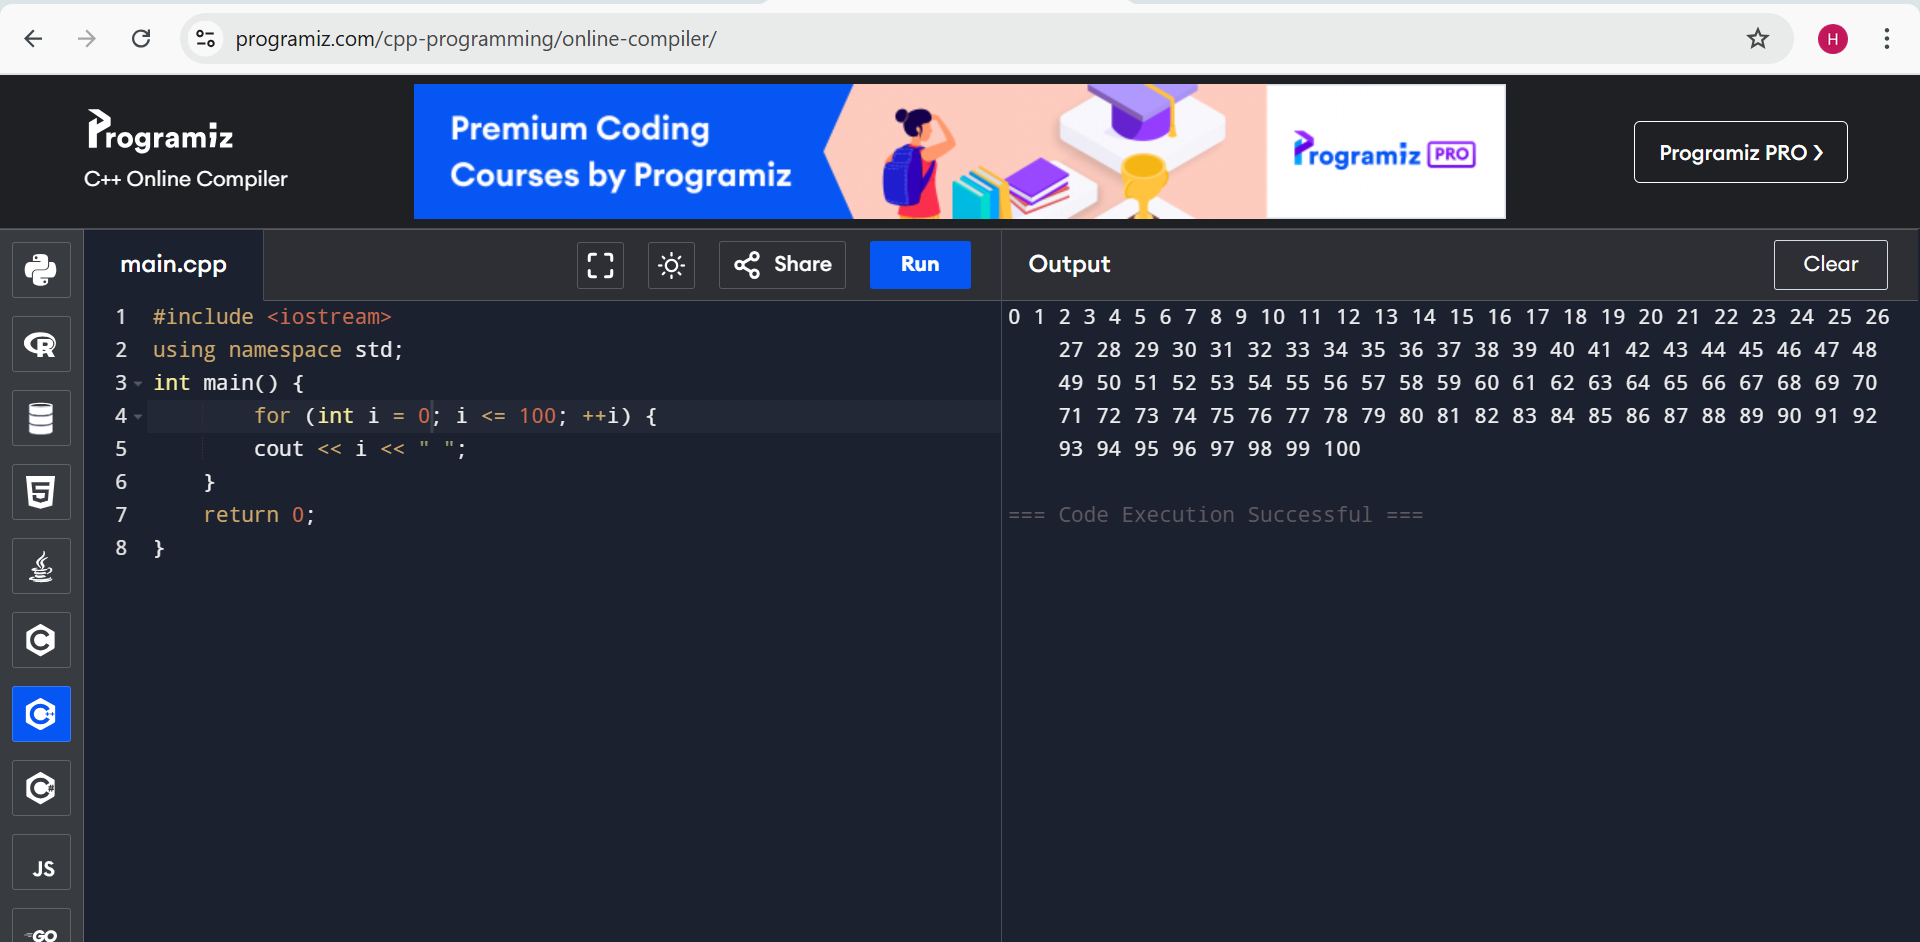 programiz.com/cpp-programming/online-compiler/
H
Programiz
C++ Online Compiler
Premium Coding
Courses by Programiz
Programiz PRO
Programiz PRO ❯
main.cpp
Share
Run
Output
Clear
1 #include <iostream>
2 using namespace std;
3 int main() {
4         for (int i = 0; i <= 100; ++i) {
5         cout << i << " ";
6     }
7     return 0;
8 }
0 1 2 3 4 5 6 7 8 9 10 11 12 13 14 15 16 17 18 19 20 21 22 23 24 25 26
27 28 29 30 31 32 33 34 35 36 37 38 39 40 41 42 43 44 45 46 47 48
49 50 51 52 53 54 55 56 57 58 59 60 61 62 63 64 65 66 67 68 69 70
71 72 73 74 75 76 77 78 79 80 81 82 83 84 85 86 87 88 89 90 91 92
93 94 95 96 97 98 99 100
=== Code Execution Successful ===
R
5
C
C++
C#
JS
GO